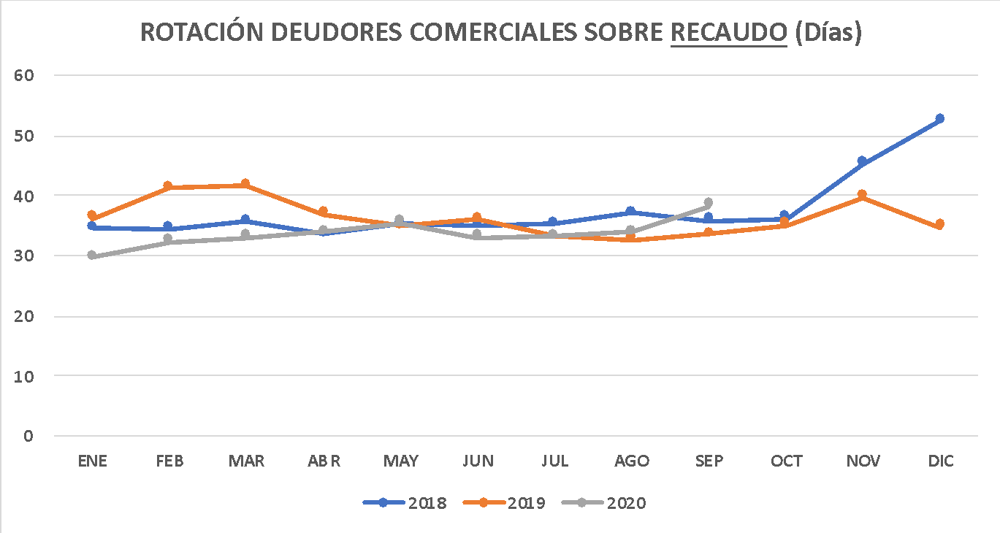 ROTACIÓN DEUDORES COMERCIALES SOBRE RECAUDO (Días)
60
50
40
30
20
10
0
ENE FEB MAR ABR MAY JUN JUL AGO SEP OCT NOV DIC
2018 2019 2020